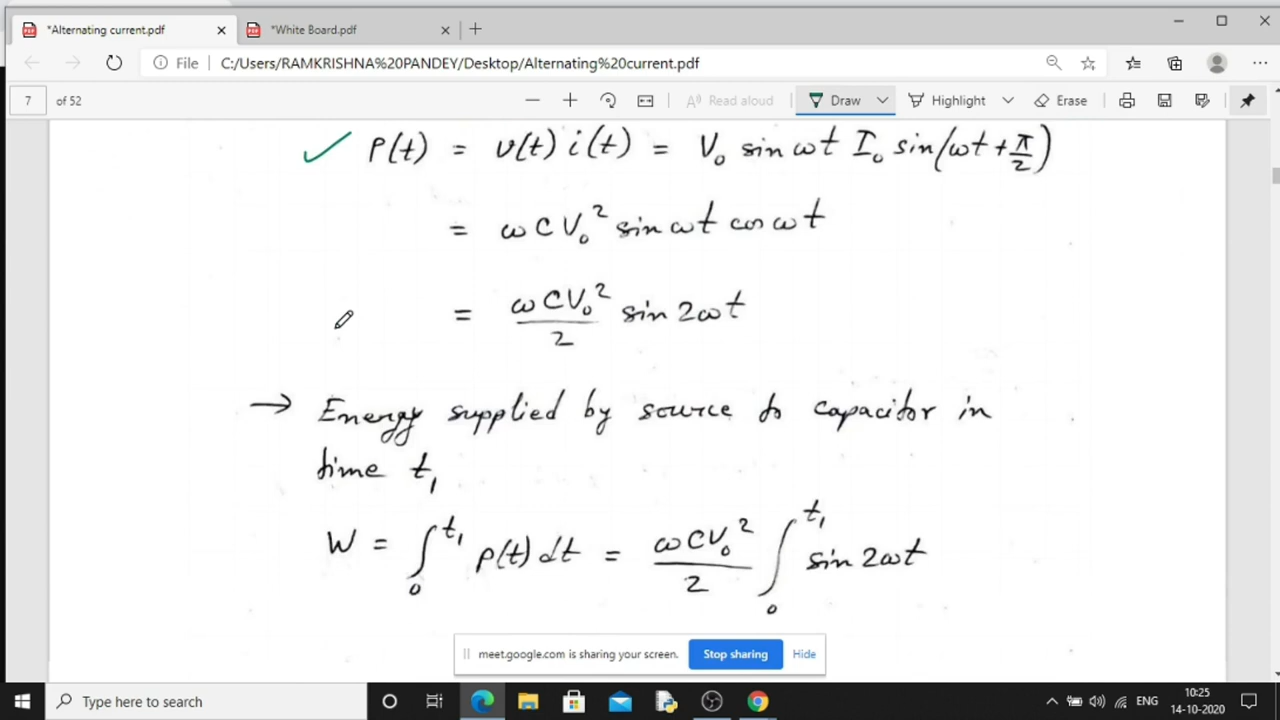 *Alternating current.pdf
*White Board.pdf
File
C:/Users/RAMKRISHNA%20PANDEY/Desktop/Alternating%20current.pdf
7 of 52
Read aloud
Draw
Highlight
Erase
✓ P(t) = v(t) i(t) = V₀ sin ωt I₀ sin(ωt + π/2)
= ωCV₀² sin ωt cos ωt
= ωCV₀²/2 sin 2ωt
→ Energy supplied by source to capacitor in
time t₁
W = ∫₀^t₁ P(t) dt = ωCV₀²/2 ∫₀^t₁ sin 2ωt
meet.google.com is sharing your screen. Stop sharing Hide
Type here to search
ENG
10:25
14-10-2020